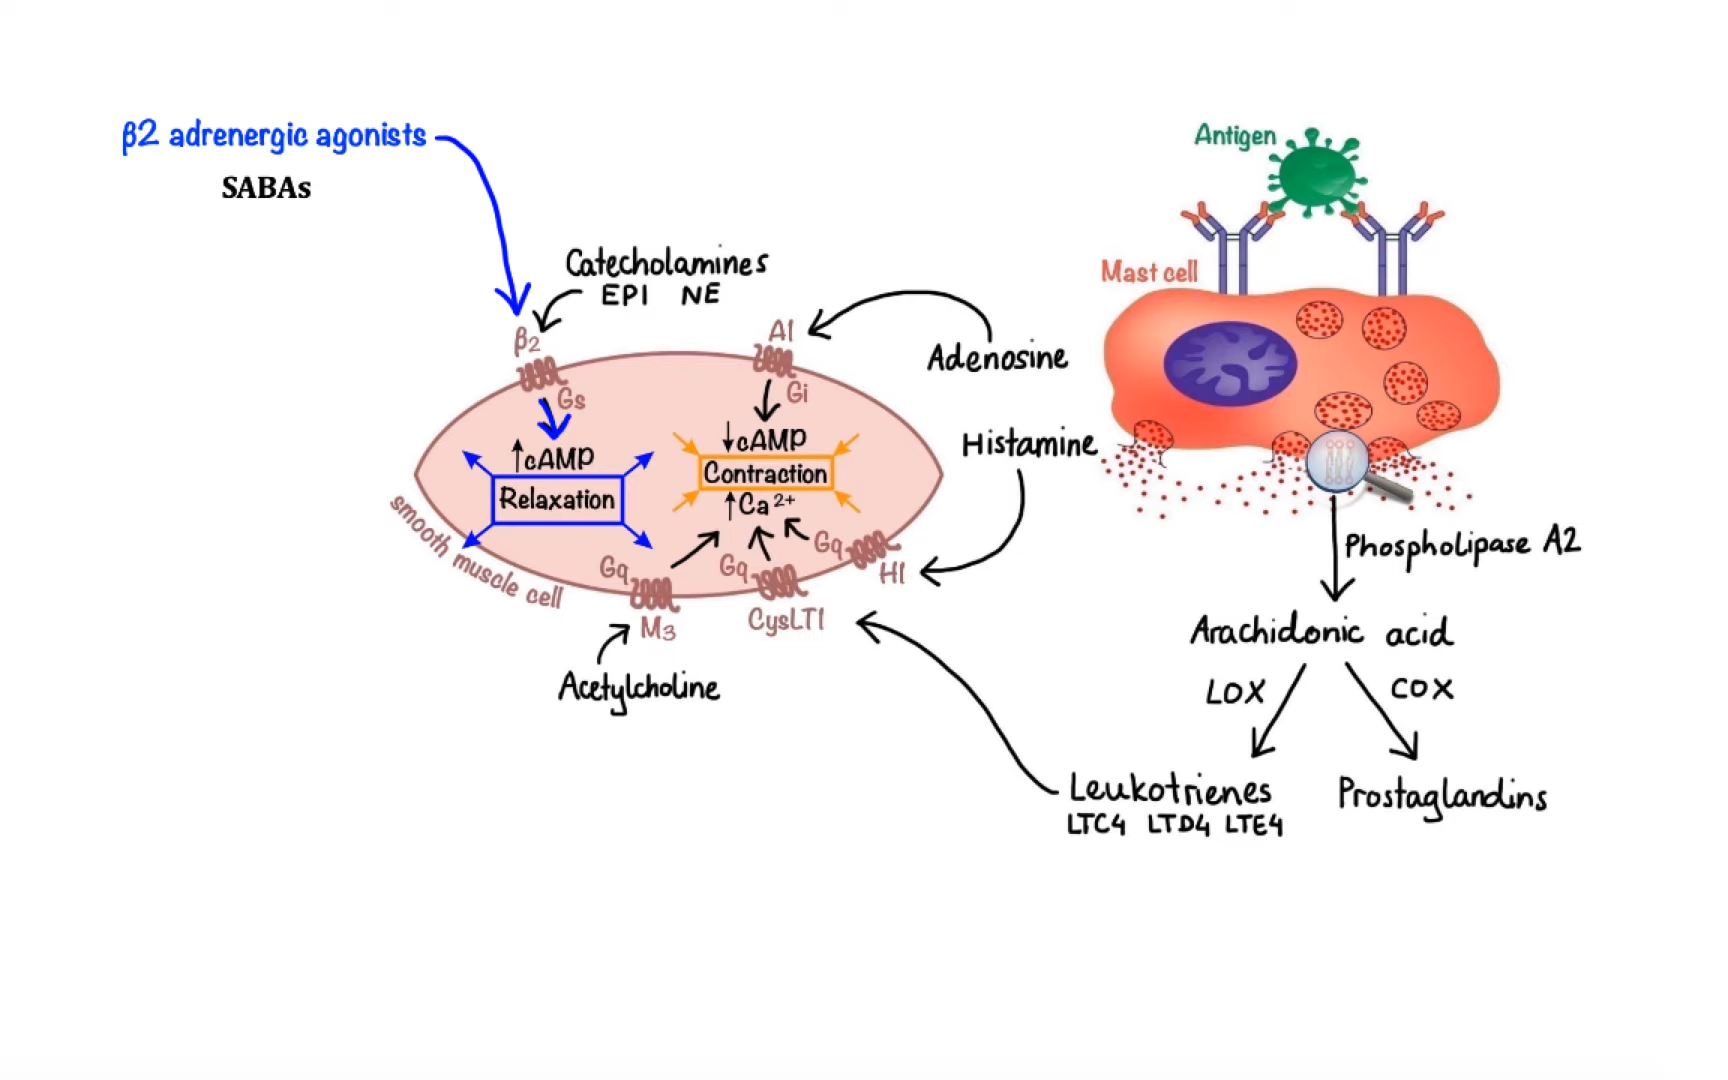 β2 adrenergic agonists
SABAs
Catecholamines
EPI NE
β2
Gs
↑cAMP
Relaxation
smooth muscle cell
A1
Gi
↓cAMP
Contraction
↑Ca2+
Gq
M3
Acetylcholine
Gq
CysLT1
Gq
H1
Adenosine
Histamine
Antigen
Mast cell
Phospholipase A2
Arachidonic acid
LOX
COX
Leukotrienes
LTC4 LTD4 LTE4
Prostaglandins